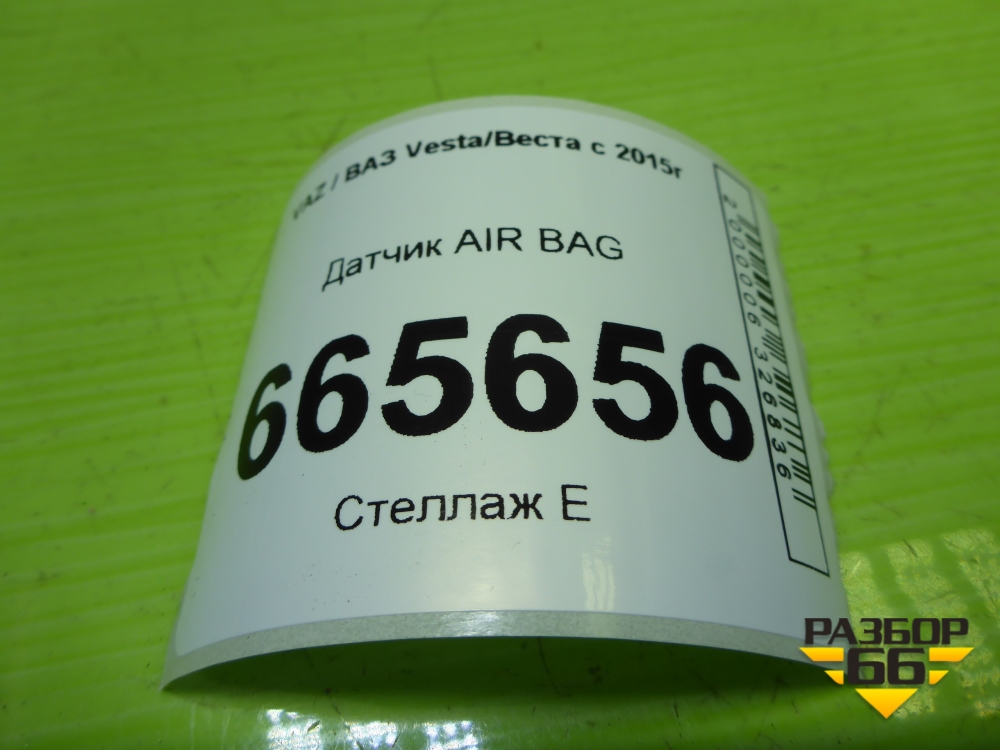 VAZ / ВАЗ Vesta/Веста с 2015г
Датчик AIR BAG
665656
Стеллаж Е
2000006326836
РАЗБОР
66